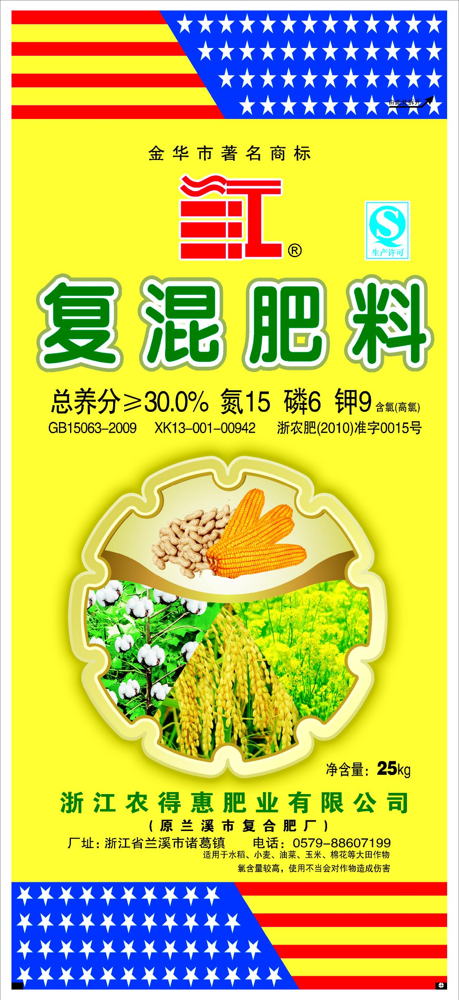 由此处拆开
金华市著名商标
三江®
S
生产许可
复混肥料
总养分≥30.0% 氮15 磷6 钾9 含氯(高氯)
GB15063-2009 XK13-001-00942 浙农肥(2010)准字0015号
净含量：25kg
浙江农得惠肥业有限公司
(原兰溪市复合肥厂)
厂址：浙江省兰溪市诸葛镇 电话：0579-88607199
适用于水稻、小麦、油菜、玉米、棉花等大田作物
氯含量较高，使用不当会对作物造成伤害